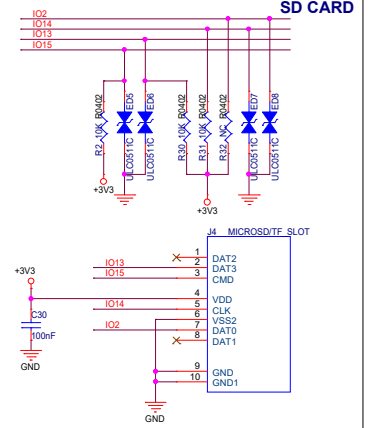 SD CARD
IO2
IO14
IO13
IO15
R2 10K R0402
ED5
ULC0511C
ED6
ULC0511C
R30 10K R0402
R31 10K R0402
R32 NC R0402
ED7
ULC0511C
ED8
ULC0511C
+3V3
+3V3
J4 MICROSD/TF SLOT
1 DAT2
IO13 2 DAT3
IO15 3 CMD
+3V3
4 VDD
IO14 5 CLK
6 VSS2
C30
IO2 7 DAT0
100nF
8 DAT1
GND
9 GND
10 GND1
GND